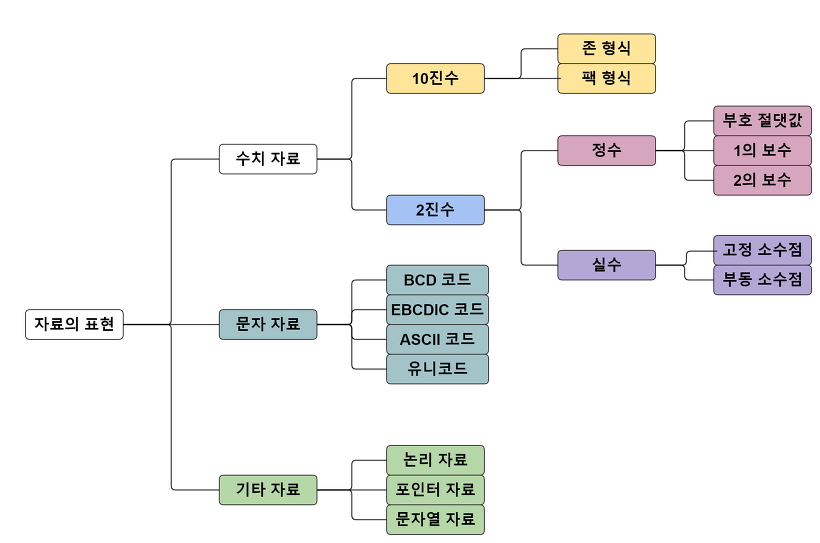 자료의 표현
수치 자료
10진수
존 형식
팩 형식
2진수
정수
부호 절댓값
1의 보수
2의 보수
실수
고정 소수점
부동 소수점
문자 자료
BCD 코드
EBCDIC 코드
ASCII 코드
유니코드
기타 자료
논리 자료
포인터 자료
문자열 자료